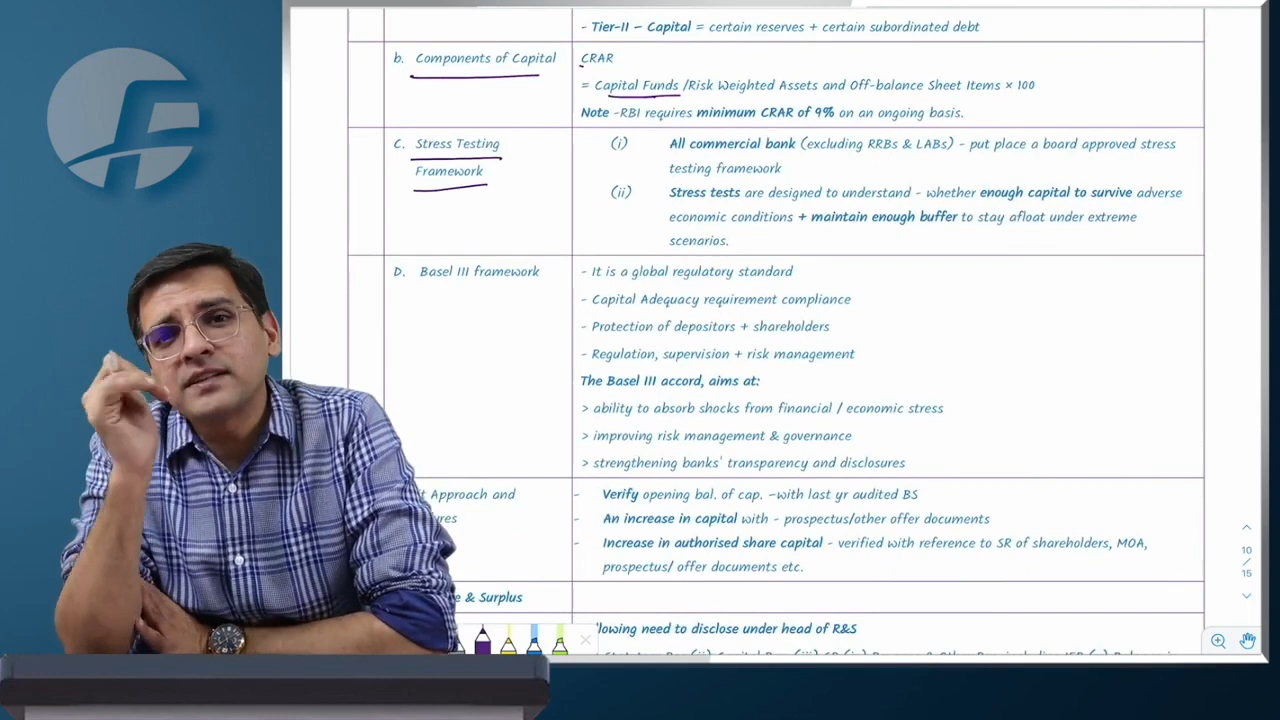 - Tier-II – Capital = certain reserves + certain subordinated debt
b. Components of Capital
CRAR
= Capital Funds /Risk Weighted Assets and Off-balance Sheet Items × 100
Note -RBI requires minimum CRAR of 9% on an ongoing basis.
C. Stress Testing
Framework
(i) All commercial bank (excluding RRBs & LABs) - put place a board approved stress
testing framework
(ii) Stress tests are designed to understand - whether enough capital to survive adverse
economic conditions + maintain enough buffer to stay afloat under extreme
scenarios.
D. Basel III framework
- It is a global regulatory standard
- Capital Adequacy requirement compliance
- Protection of depositors + shareholders
- Regulation, supervision + risk management
The Basel III accord, aims at:
> ability to absorb shocks from financial / economic stress
> improving risk management & governance
> strengthening banks' transparency and disclosures
Approach and
- Verify opening bal. of cap. –with last yr audited BS
- An increase in capital with - prospectus/other offer documents
- Increase in authorised share capital - verified with reference to SR of shareholders, MOA,
prospectus/ offer documents etc.
& Surplus
need to disclose under head of R&S
10
/
15